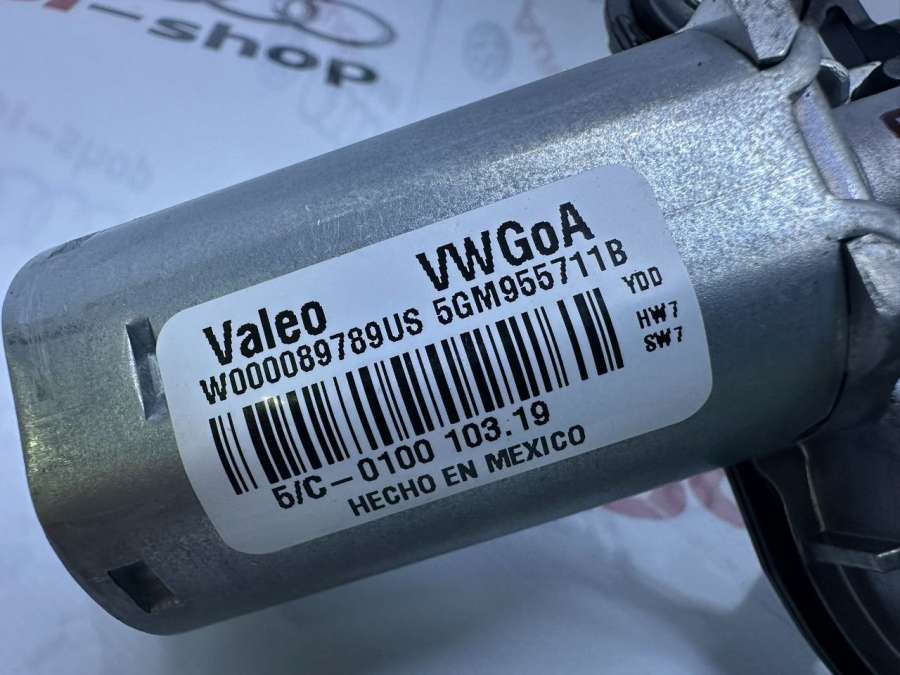 -shop
Valeo VWGoA
W000089789US 5GM955711B
YDD
HW7
SW7
5/C-0100 103.19
HECHO EN MEXICO